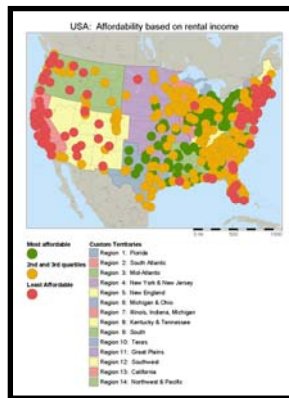 USA: Affordability based on rental income
500
1000
Most affordable
2nd and 3rd quartiles
Least Affordable
Custom Territories
Region 1: Florida
Region 2: South Atlantic
Region 3: Mid-Atlantic
Region 4: New York & New Jersey
Region 5: New England
Region 6: Michigan & Ohio
Region 7: Illinois, Indiana, Michigan
Region 8: Kentucky & Tennessee
Region 9: South
Region 10: Texas
Region 11: Great Plains
Region 12: Southwest
Region 13: California
Region 14: Northwest & Pacific